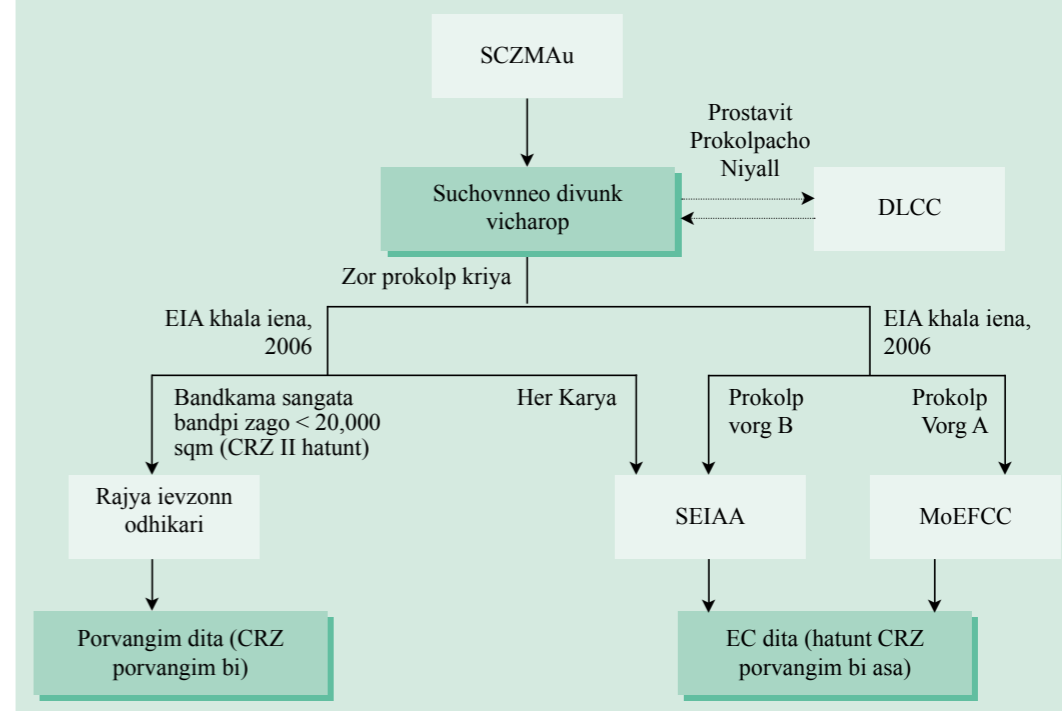 SCZMAu
Prostavit
Prokolpacho
Niyall
Suchovnneo divunk
vicharop
DLCC
Zor prokolp kriya
EIA khala iena,
2006
EIA khala iena,
2006
Bandkama sangata
bandpi zago < 20,000
sqm (CRZ II hatunt)
Her Karya
Prokolp
vorg B
Prokolp
Vorg A
Rajya ievzonn
odhikari
SEIAA
MoEFCC
Porvangim dita (CRZ
porvangim bi)
EC dita (hatunt CRZ
porvangim bi asa)